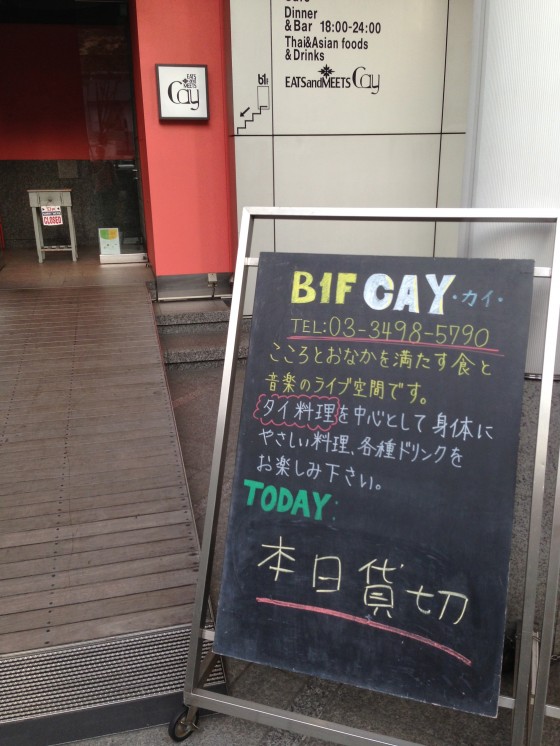 Dinner
& Bar 18:00-24:00
Thai&Asian foods
& Drinks
EATSandMEETS Cay
B1F
EATS
and
MEETS
Cay
CLOSED
B1F CAY・カイ・
TEL:03-3498-5790
こころとおなかを満たす食と
音楽のライブ空間です。
タイ料理を中心として身体に
やさしい料理、各種ドリンクを
お楽しみ下さい。
TODAY:
本日貸切